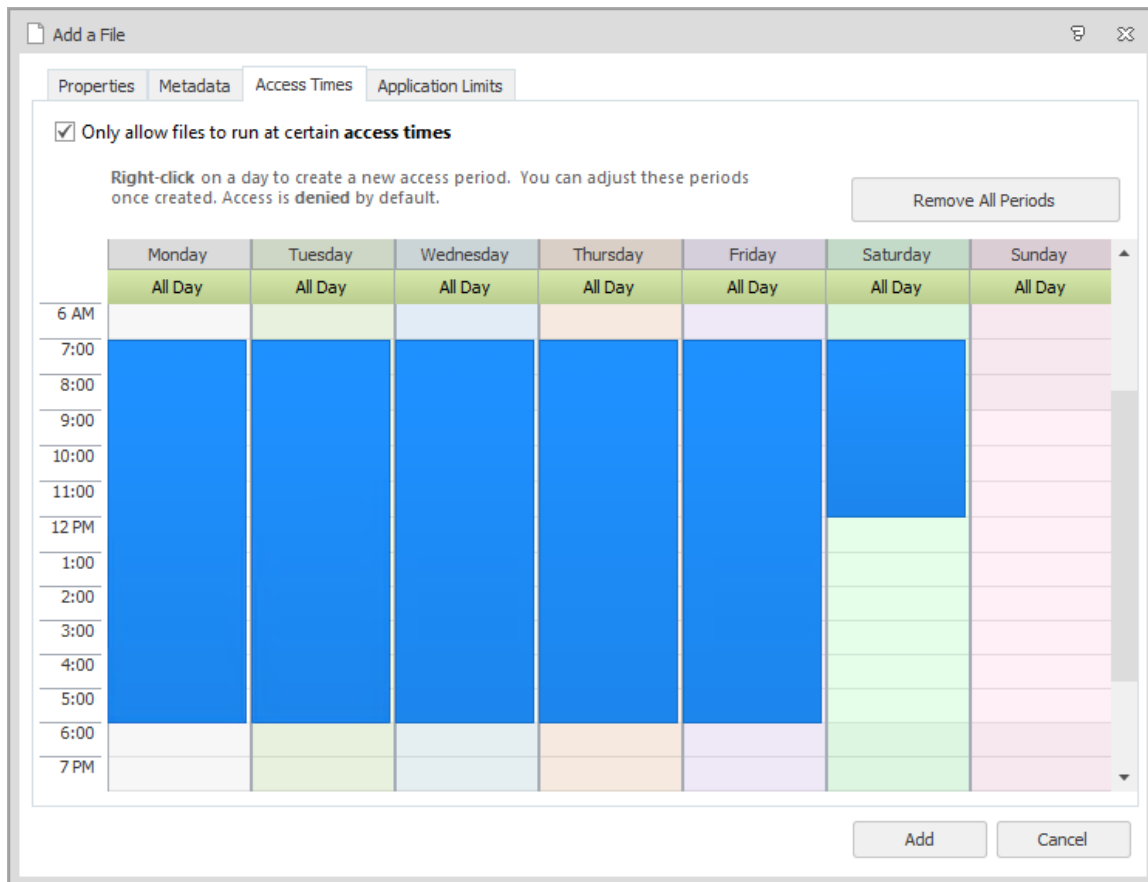 Add a File
Properties Metadata Access Times Application Limits
Only allow files to run at certain access times
Right-click on a day to create a new access period. You can adjust these periods
once created. Access is denied by default.
Remove All Periods
Monday Tuesday Wednesday Thursday Friday Saturday Sunday
All Day All Day All Day All Day All Day All Day All Day
6 AM
7:00
8:00
9:00
10:00
11:00
12 PM
1:00
2:00
3:00
4:00
5:00
6:00
7 PM
Add Cancel